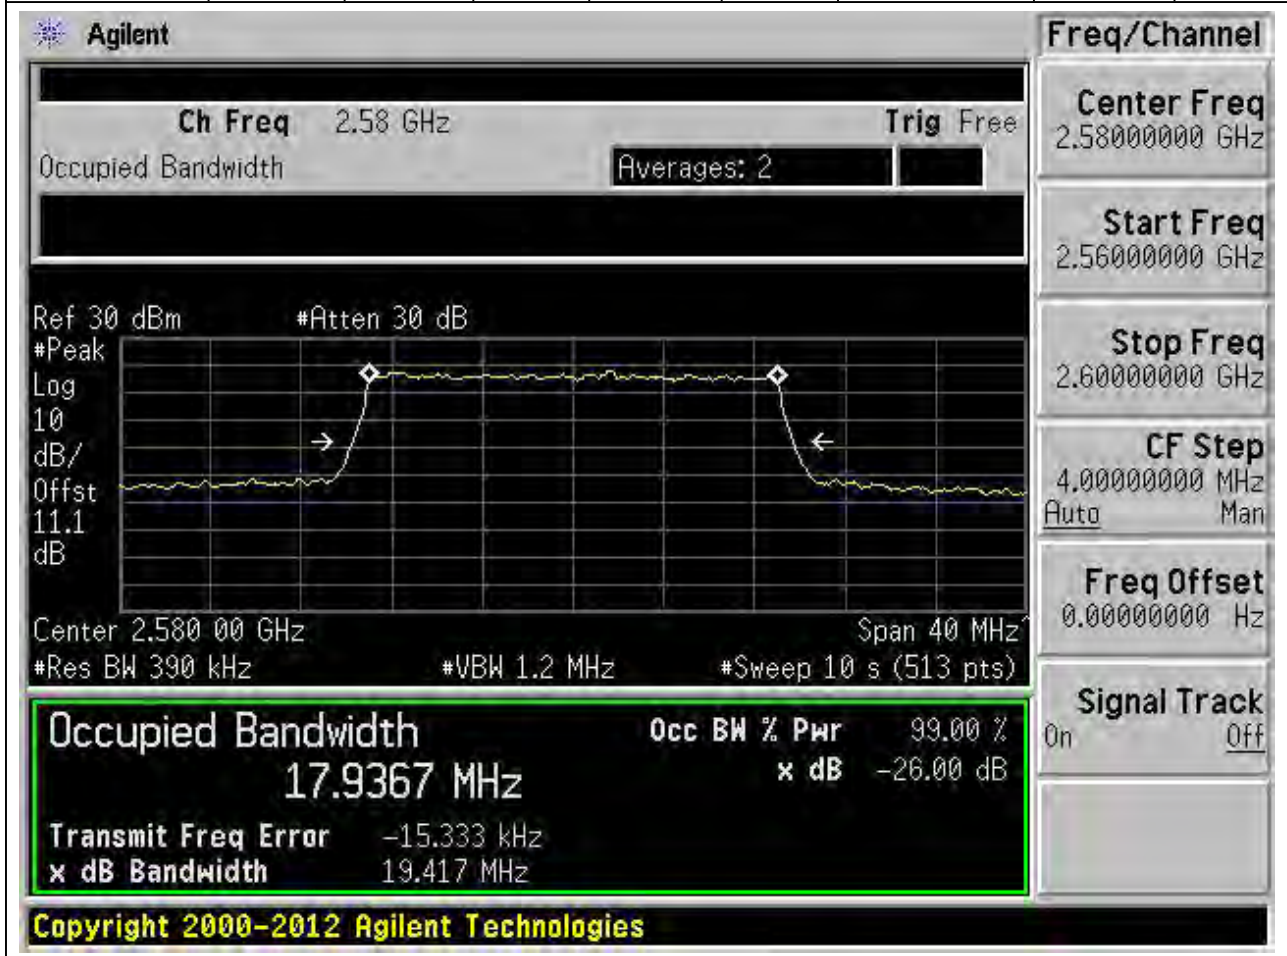 Agilent
Freq/Channel
Ch Freq 2.58 GHz Trig Free
Occupied Bandwidth Averages: 2
Center Freq
2.58000000 GHz
Start Freq
2.56000000 GHz
Stop Freq
2.60000000 GHz
CF Step
4.00000000 MHz
Auto Man
Freq Offset
0.00000000 Hz
Signal Track
On Off
Ref 30 dBm #Atten 30 dB
#Peak
Log
10
dB/
Offst
11.1
dB
Center 2.580 00 GHz Span 40 MHz^
#Res BW 390 kHz #VBW 1.2 MHz #Sweep 10 s (513 pts)
Occupied Bandwidth Occ BW % Pwr 99.00 %
17.9367 MHz x dB -26.00 dB
Transmit Freq Error -15.333 kHz
x dB Bandwidth 19.417 MHz
Copyright 2000-2012 Agilent Technologies